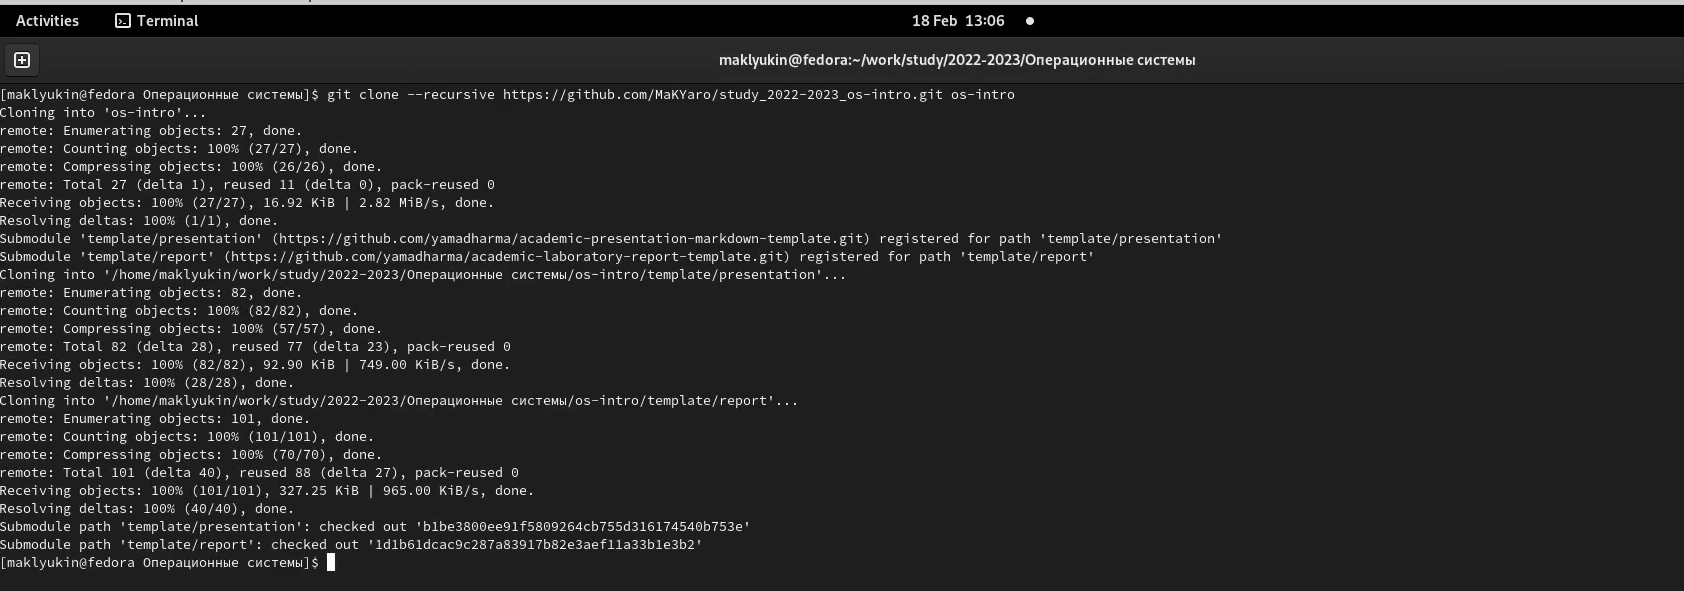 Activities
Terminal
18 Feb 13:06
maklyukin@fedora:~/work/study/2022-2023/Операционные системы
[maklyukin@fedora Операционные системы]$ git clone --recursive https://github.com/MaKYaro/study_2022-2023_os-intro.git os-intro
Cloning into 'os-intro'...
remote: Enumerating objects: 27, done.
remote: Counting objects: 100% (27/27), done.
remote: Compressing objects: 100% (26/26), done.
remote: Total 27 (delta 1), reused 11 (delta 0), pack-reused 0
Receiving objects: 100% (27/27), 16.92 KiB | 2.82 MiB/s, done.
Resolving deltas: 100% (1/1), done.
Submodule 'template/presentation' (https://github.com/yamadharma/academic-presentation-markdown-template.git) registered for path 'template/presentation'
Submodule 'template/report' (https://github.com/yamadharma/academic-laboratory-report-template.git) registered for path 'template/report'
Cloning into '/home/maklyukin/work/study/2022-2023/Операционные системы/os-intro/template/presentation'...
remote: Enumerating objects: 82, done.
remote: Counting objects: 100% (82/82), done.
remote: Compressing objects: 100% (57/57), done.
remote: Total 82 (delta 28), reused 77 (delta 23), pack-reused 0
Receiving objects: 100% (82/82), 92.90 KiB | 749.00 KiB/s, done.
Resolving deltas: 100% (28/28), done.
Cloning into '/home/maklyukin/work/study/2022-2023/Операционные системы/os-intro/template/report'...
remote: Enumerating objects: 101, done.
remote: Counting objects: 100% (101/101), done.
remote: Compressing objects: 100% (70/70), done.
remote: Total 101 (delta 40), reused 88 (delta 27), pack-reused 0
Receiving objects: 100% (101/101), 327.25 KiB | 965.00 KiB/s, done.
Resolving deltas: 100% (40/40), done.
Submodule path 'template/presentation': checked out 'b1be3800ee91f5809264cb755d316174540b753e'
Submodule path 'template/report': checked out '1d1b61dcac9c287a83917b82e3aef11a33b1e3b2'
[maklyukin@fedora Операционные системы]$